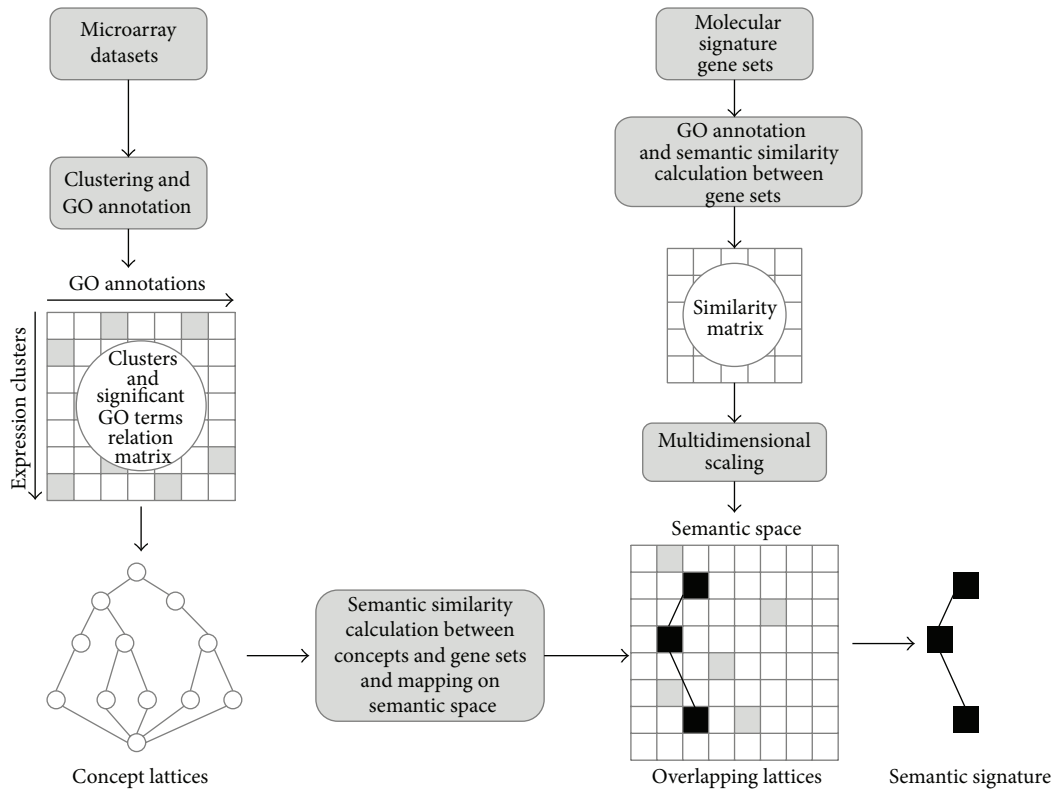 Microarray
datasets
Clustering and
GO annotation
GO annotations
Expression clusters
Clusters
and
significant
GO terms
relation
matrix
Concept lattices
Semantic similarity
calculation between
concepts and gene sets
and mapping on
semantic space
Molecular
signature
gene sets
GO annotation
and semantic similarity
calculation between
gene sets
Similarity
matrix
Multidimensional
scaling
Semantic space
Overlapping lattices
Semantic signature